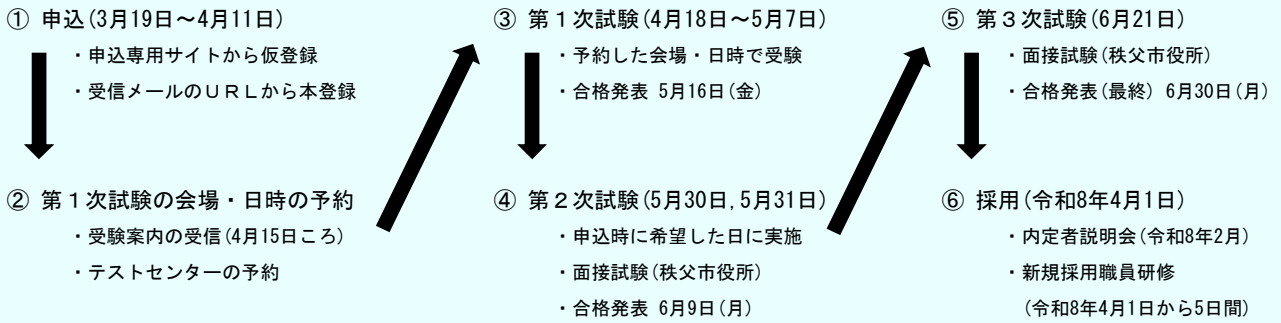 ① 申込(3月19日～4月11日)
・申込専用サイトから仮登録
・受信メールのＵＲＬから本登録
② 第１次試験の会場・日時の予約
・受験案内の受信(4月15日ころ)
・テストセンターの予約
③ 第１次試験(4月18日～5月7日)
・予約した会場・日時で受験
・合格発表 5月16日(金)
④ 第２次試験(5月30日,5月31日)
・申込時に希望した日に実施
・面接試験(秩父市役所)
・合格発表 6月9日(月)
⑤ 第３次試験(6月21日)
・面接試験(秩父市役所)
・合格発表(最終) 6月30日(月)
⑥ 採用(令和8年4月1日)
・内定者説明会(令和8年2月)
・新規採用職員研修
(令和8年4月1日から5日間)